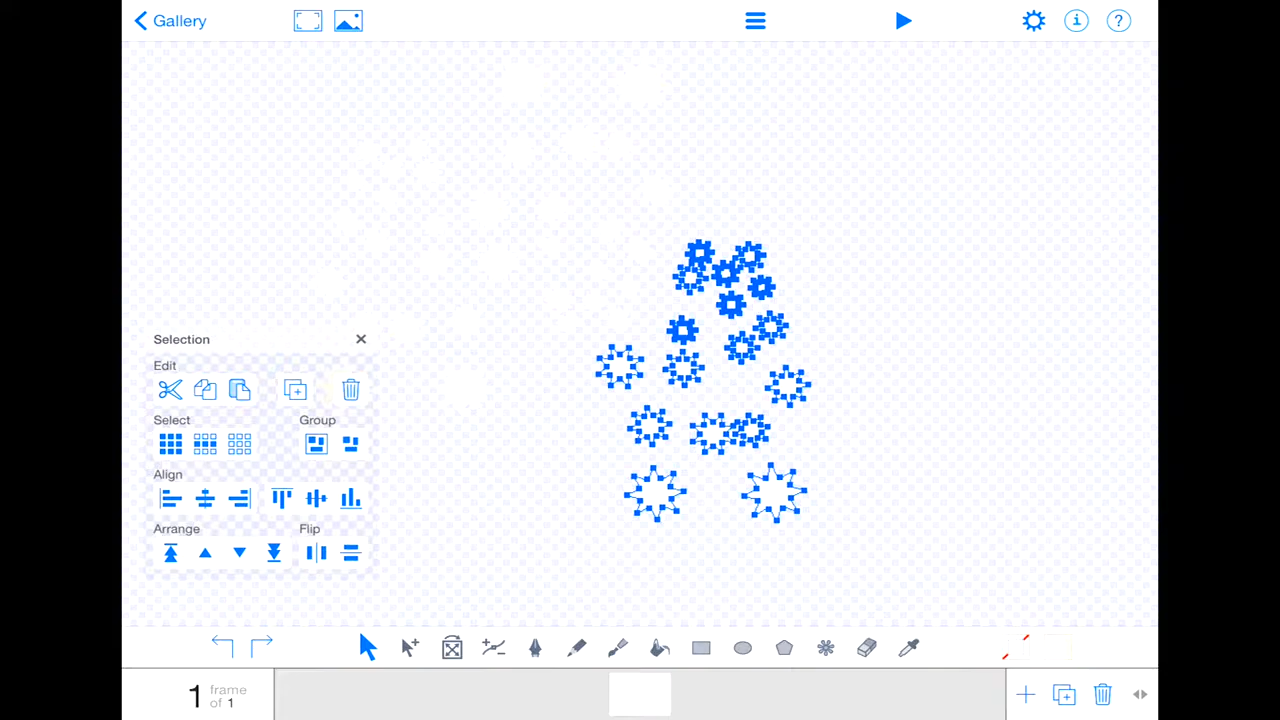 Gallery
Selection
Edit
Select
Group
Align
Arrange
Flip
1 frame
of 1